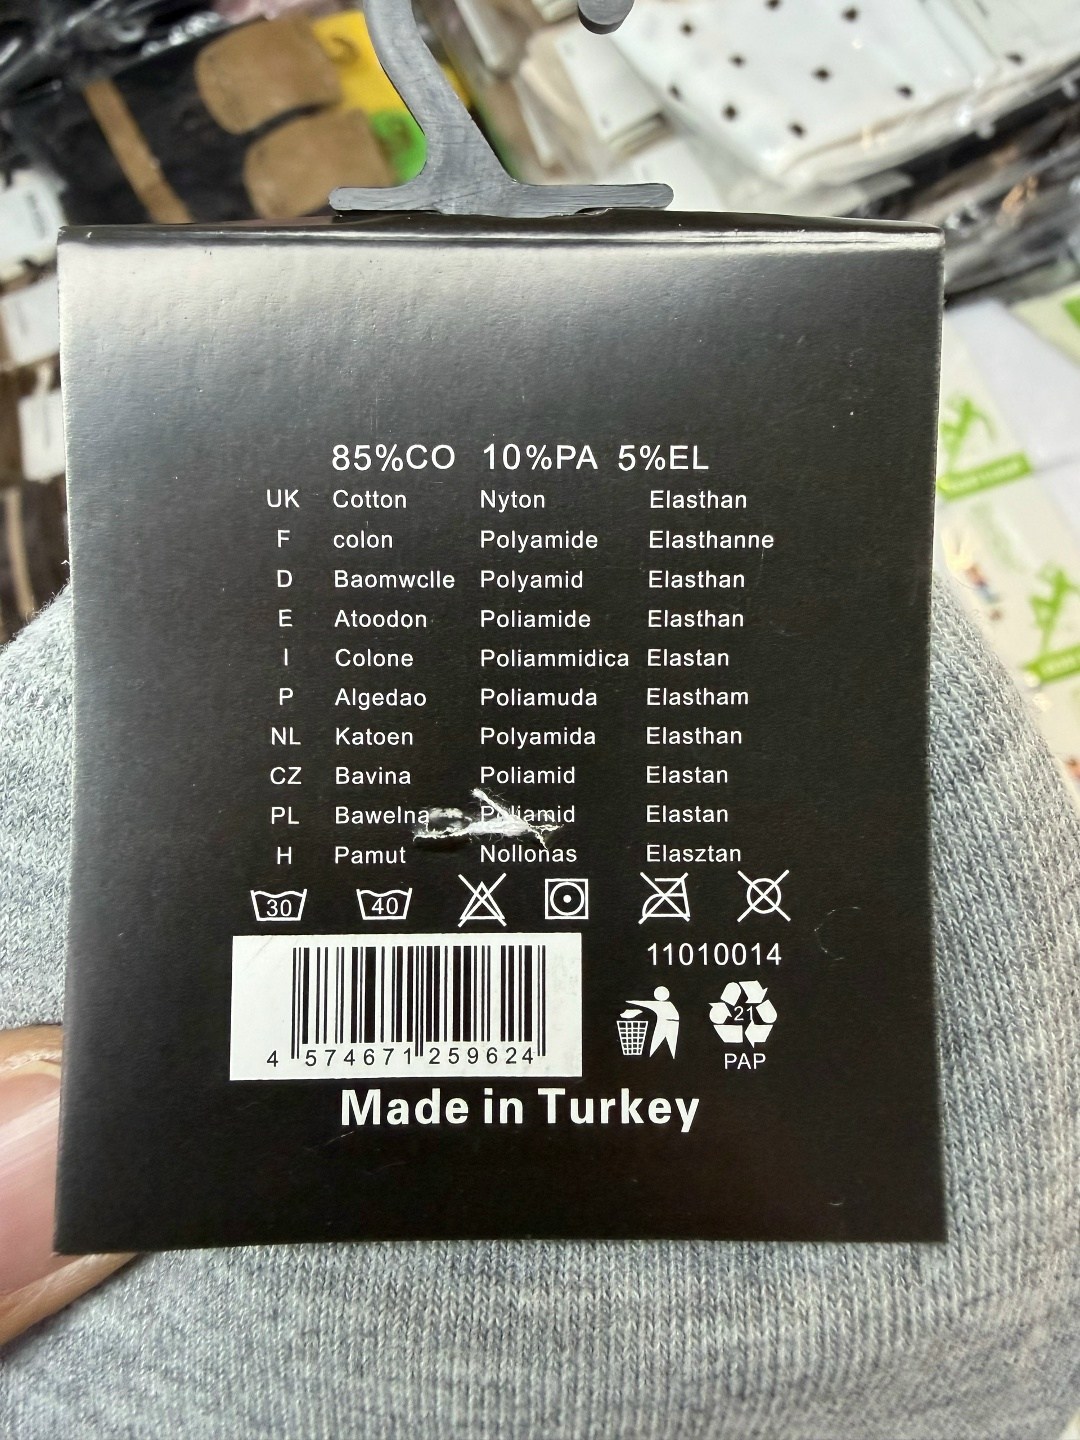 85%CO 10%PA 5%EL
UK Cotton Nyton Elasthan
F colon Polyamide Elasthanne
D Baomwclle Polyamid Elasthan
E Atoodon Poliamide Elasthan
I Colone Poliammidica Elastan
P Algedao Poliamuda Elastham
NL Katoen Polyamida Elasthan
CZ Bavina Poliamid Elastan
PL Bawelna Poliamid Elastan
H Pamut Nollonas Elasztan
30 40
11010014
21
PAP
4 574671 259624
Made in Turkey